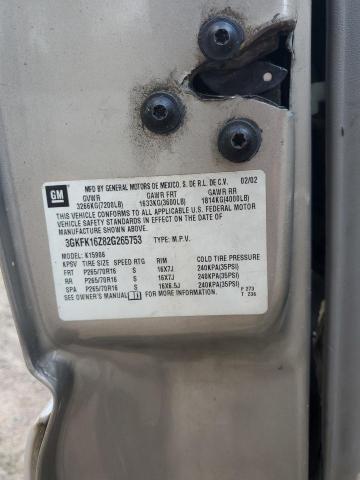 GM
MFD BY GENERAL MOTORS DE MEXICO, S. DE R.L. DE C.V. 02/02
GVWR GAWR FRT GAWR RR
3266KG(7200LB) 1633KG(3600LB) 1814KG(4000LB)
THIS VEHICLE CONFORMS TO ALL APPLICABLE U.S. FEDERAL MOTOR
VEHICLE SAFETY STANDARDS IN EFFECT ON THE DATE OF
MANUFACTURE SHOWN ABOVE.
3GKFK16Z82G265753 TYPE: M.P.V.
MODEL: K15906
KPSV TIRE SIZE SPEED RTG RIM COLD TIRE PRESSURE
FRT P265/70R16 S 16X7J 240KPA(35PSI)
RR P265/70R16 S 16X7J 240KPA(35PSI)
SPA P265/70R16 S 16X6.5J 240KPA(35PSI)
SEE OWNER'S MANUAL FOR MORE INFORMATION. P 273
T 236